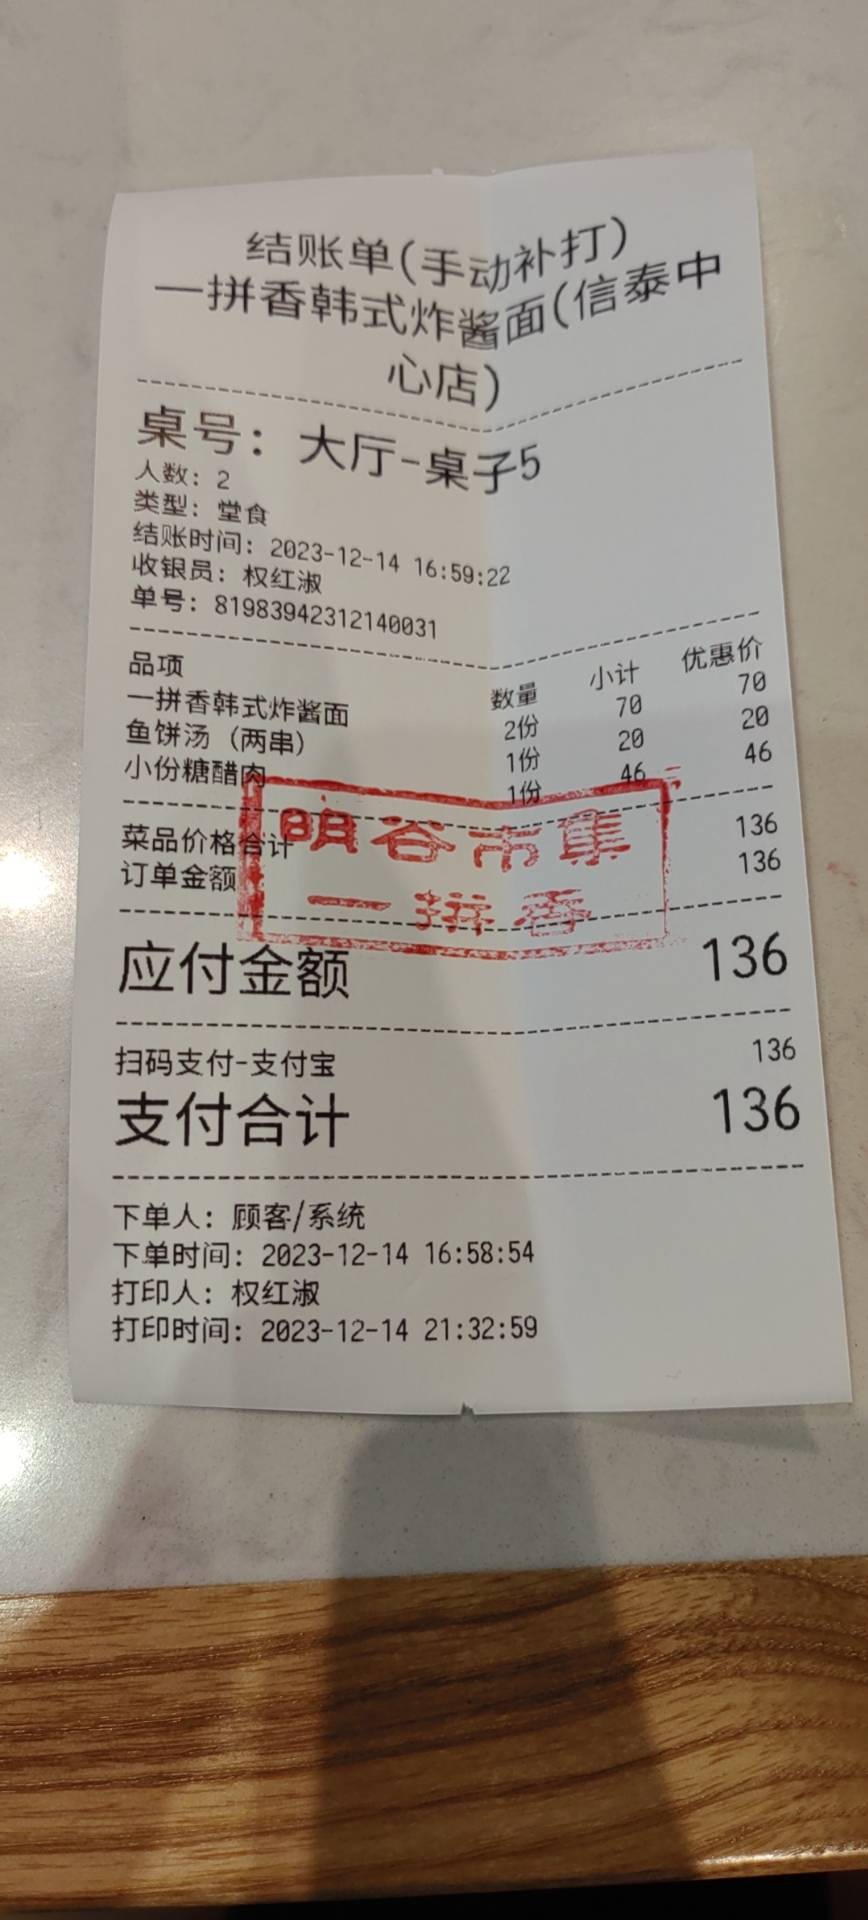 结账单(手动补打)
一拼香韩式炸酱面(信泰中
心店)
桌号: 大厅-桌子5
人数: 2
类型: 堂食
结账时间: 2023-12-14 16:59:22
收银员: 权红淑
单号: 81983942312140031
品项 数量 小计 优惠价
一拼香韩式炸酱面 2份 70 70
鱼饼汤 (两串) 1份 20 20
小份糖醋肉 1份 46 46
菜品价格合计 136
订单金额 136
明谷市集
一拼香
应付金额 136
扫码支付-支付宝 136
支付合计 136
下单人: 顾客/系统
下单时间: 2023-12-14 16:58:54
打印人: 权红淑
打印时间: 2023-12-14 21:32:59